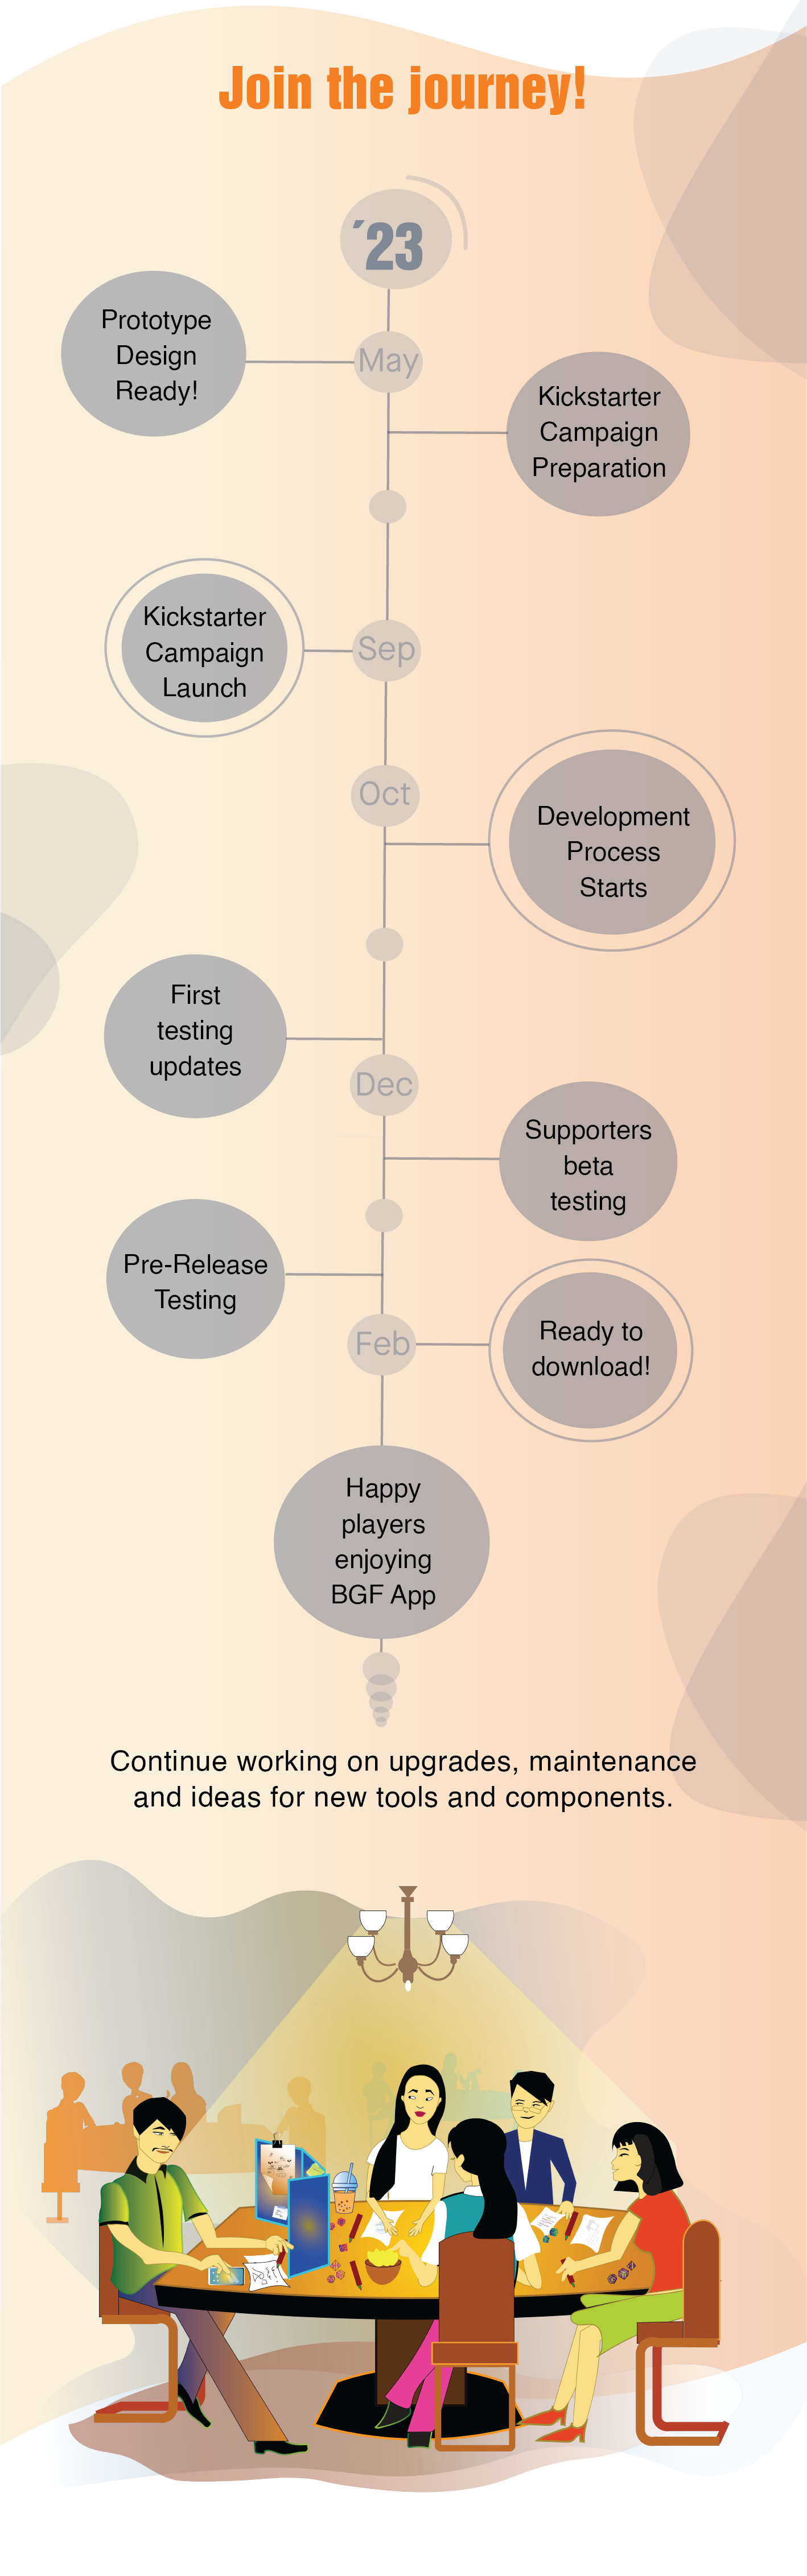 Join the journey!
´23
Prototype
Design
Ready!
May
Kickstarter
Campaign
Preparation
Kickstarter
Campaign
Launch
Sep
Oct
Development
Process
Starts
First
testing
updates
Dec
Supporters
beta
testing
Pre-Release
Testing
Feb
Ready to
download!
Happy
players
enjoying
BGF App
Continue working on upgrades, maintenance
and ideas for new tools and components.